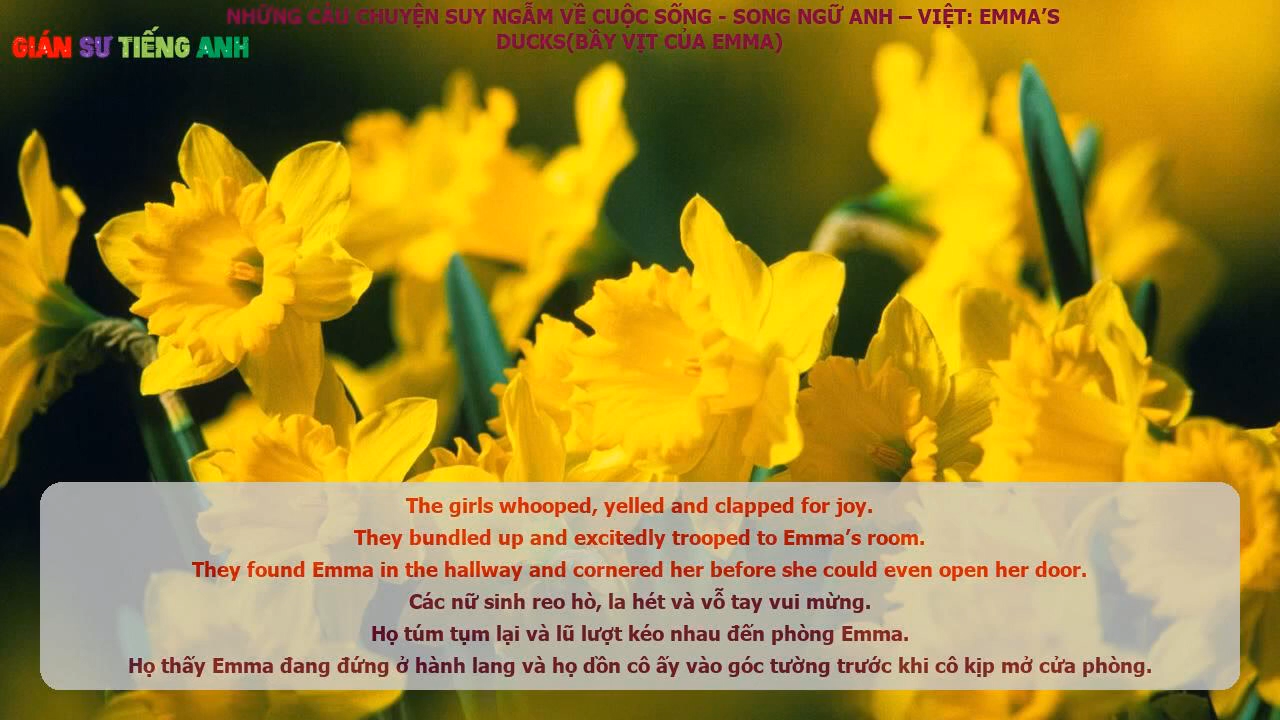 NHỮNG CÂU CHUYỆN SUY NGẪM VỀ CUỘC SỐNG - SONG NGỮ ANH – VIỆT: EMMA’S
DUCKS(BẦY VỊT CỦA EMMA)
GIÁN SƯ TIẾNG ANH
The girls whooped, yelled and clapped for joy.
They bundled up and excitedly trooped to Emma’s room.
They found Emma in the hallway and cornered her before she could even open her door.
Các nữ sinh reo hò, la hét và vỗ tay vui mừng.
Họ túm tụm lại và lũ lượt kéo nhau đến phòng Emma.
Họ thấy Emma đang đứng ở hành lang và họ dồn cô ấy vào góc tường trước khi cô kịp mở cửa phòng.